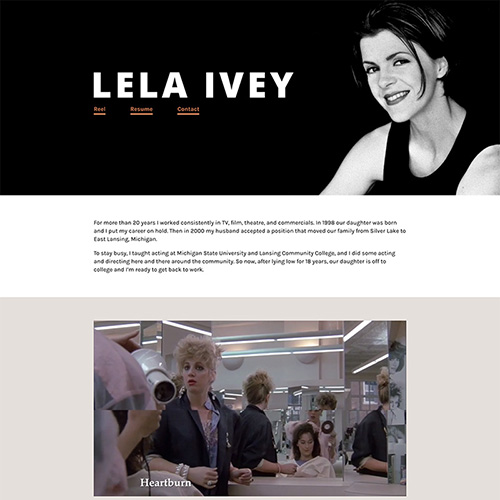 LELA IVEY
Reel Resume Contact
For more than 20 years I worked consistently in TV, film, theatre, and commercials. In 1998 our daughter was born
and I put my career on hold. Then in 2000 my husband accepted a position that moved our family from Silver Lake to
East Lansing, Michigan.
To stay busy, I taught acting at Michigan State University and Lansing Community College, and I did some acting
and directing here and there around the community. So now, after lying low for 18 years, our daughter is off to
college and I'm ready to get back to work.
Heartburn